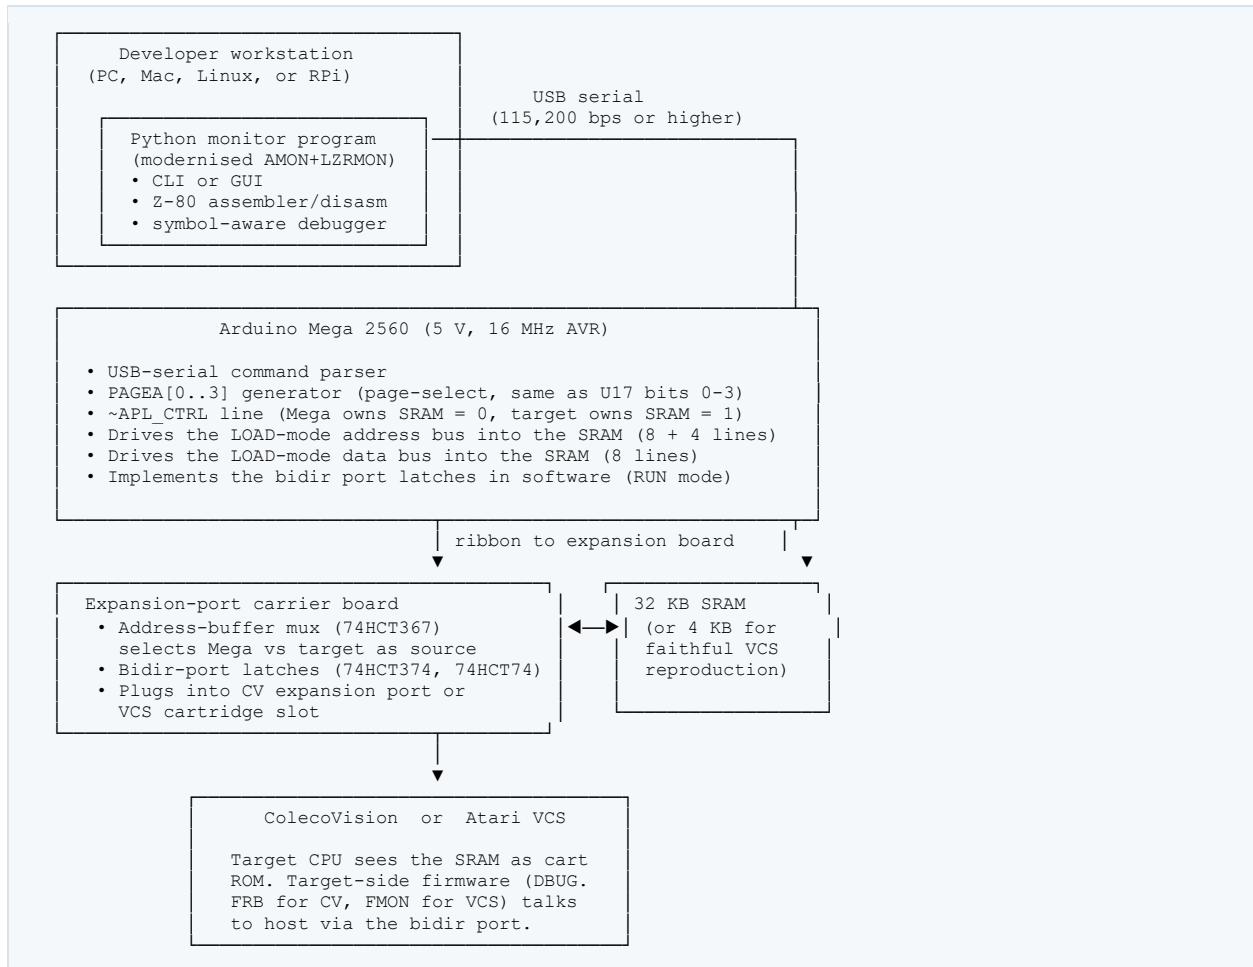 Developer workstation
(PC, Mac, Linux, or RPi)
USB serial
(115,200 bps or higher)
Python monitor program
(modernised AMON+LZRMON)
• CLI or GUI
• Z-80 assembler/disasm
• symbol-aware debugger
Arduino Mega 2560 (5 V, 16 MHz AVR)
• USB-serial command parser
• PAGEA[0..3] generator (page-select, same as U17 bits 0-3)
• ~APL_CTRL line (Mega owns SRAM = 0, target owns SRAM = 1)
• Drives the LOAD-mode address bus into the SRAM (8 + 4 lines)
• Drives the LOAD-mode data bus into the SRAM (8 lines)
• Implements the bidir port latches in software (RUN mode)
ribbon to expansion board
Expansion-port carrier board
• Address-buffer mux (74HCT367)
selects Mega vs target as source
• Bidir-port latches (74HCT374, 74HCT74)
• Plugs into CV expansion port or
VCS cartridge slot
32 KB SRAM
(or 4 KB for
faithful VCS
reproduction)
ColecoVision or Atari VCS
Target CPU sees the SRAM as cart
ROM. Target-side firmware (DBUG.
FRB for CV, FMON for VCS) talks
to host via the bidir port.